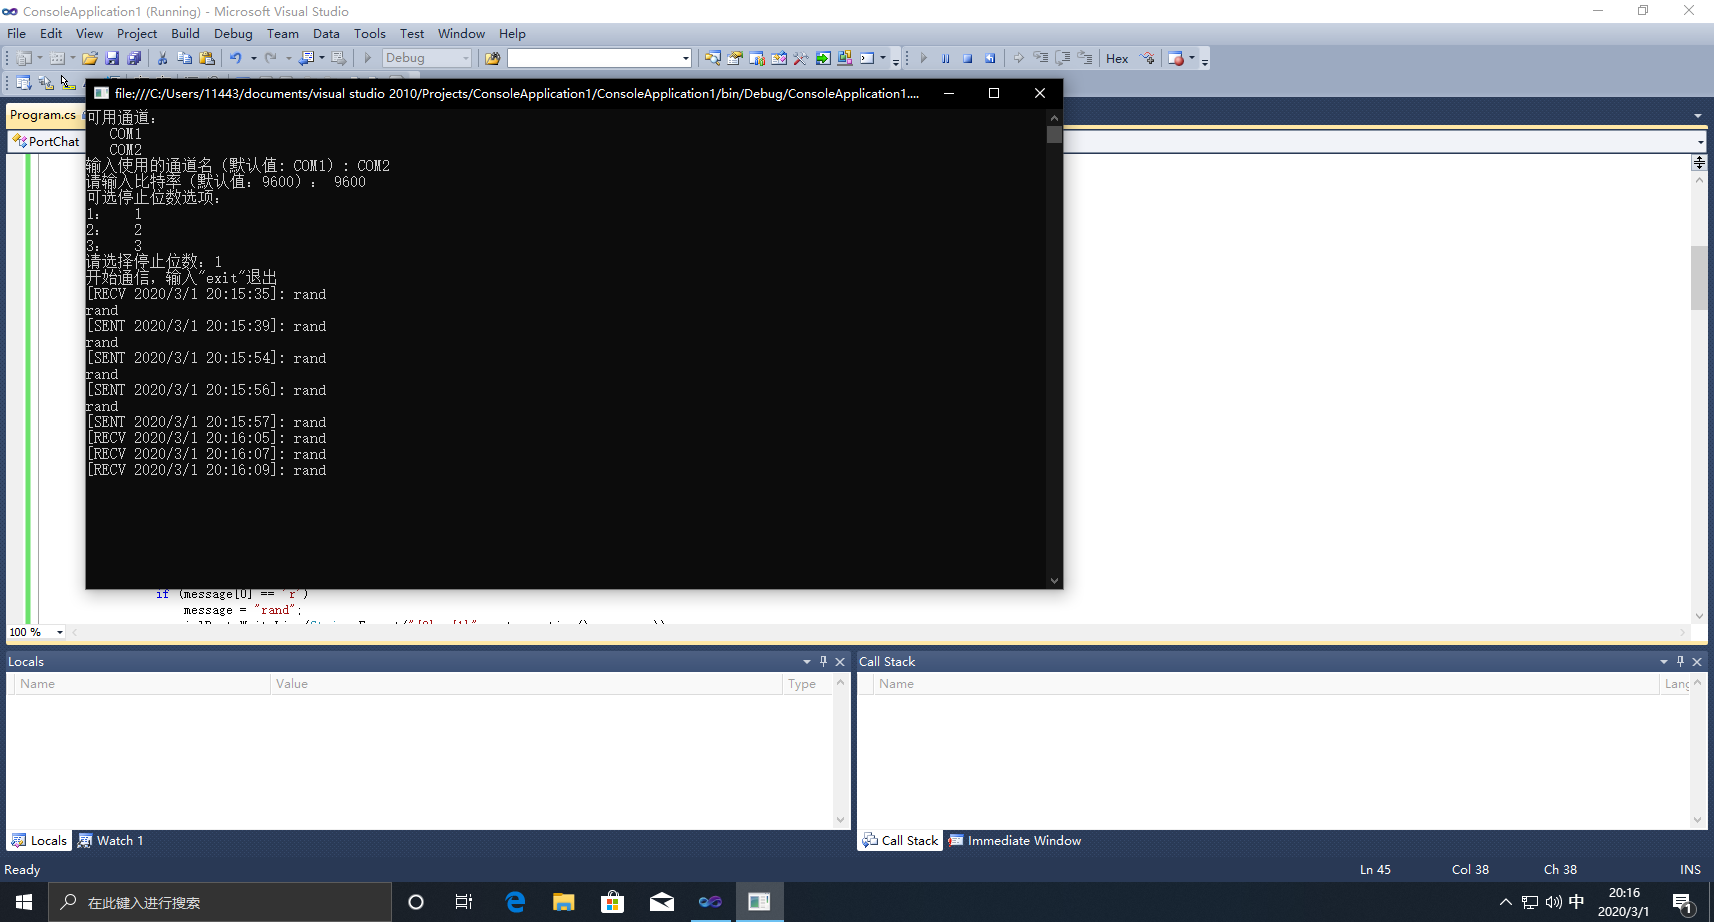 ConsoleApplication1 (Running) - Microsoft Visual Studio
File Edit View Project Build Debug Team Data Tools Test Window Help
Debug
Hex
file:///C:/Users/11443/documents/visual studio 2010/Projects/ConsoleApplication1/ConsoleApplication1/bin/Debug/ConsoleApplication1....
Program.cs
PortChat
可用通道:
COM1
COM2
输入使用的通道名（默认值: COM1）: COM2
请输入比特率（默认值: 9600）: 9600
可选停止位数选项:
1: 1
2: 2
3: 3
请选择停止位数: 1
开始通信, 输入"exit"退出
[RECV 2020/3/1 20:15:35]: rand
rand
[SENT 2020/3/1 20:15:39]: rand
rand
[SENT 2020/3/1 20:15:54]: rand
rand
[SENT 2020/3/1 20:15:56]: rand
rand
[SENT 2020/3/1 20:15:57]: rand
[RECV 2020/3/1 20:16:05]: rand
[RECV 2020/3/1 20:16:07]: rand
[RECV 2020/3/1 20:16:09]: rand
if (message[0] == 'r')
message = "rand";
100 %
Locals
Name Value Type
Call Stack
Name Lang
Locals Watch 1
Call Stack Immediate Window
Ready Ln 45 Col 38 Ch 38 INS
在此键入进行搜索
中
20:16
2020/3/1
1